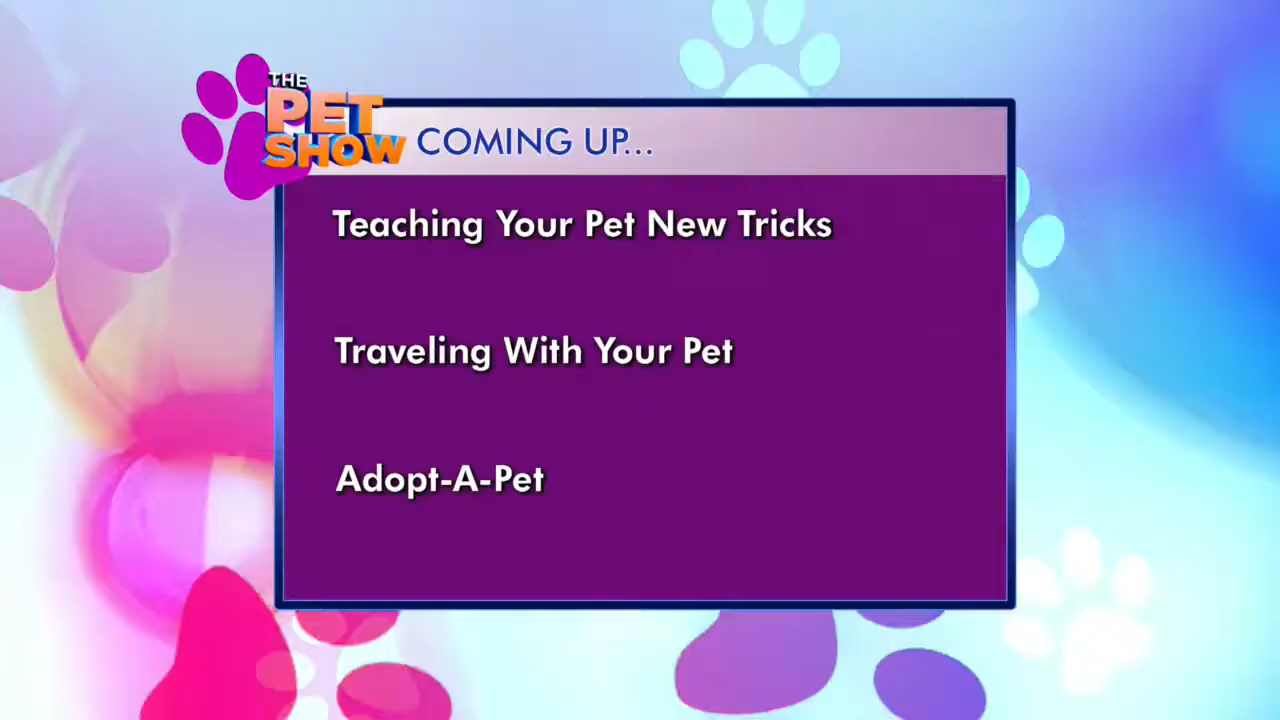 THE
PET
SHOW
COMING UP...
Teaching Your Pet New Tricks
Traveling With Your Pet
Adopt-A-Pet